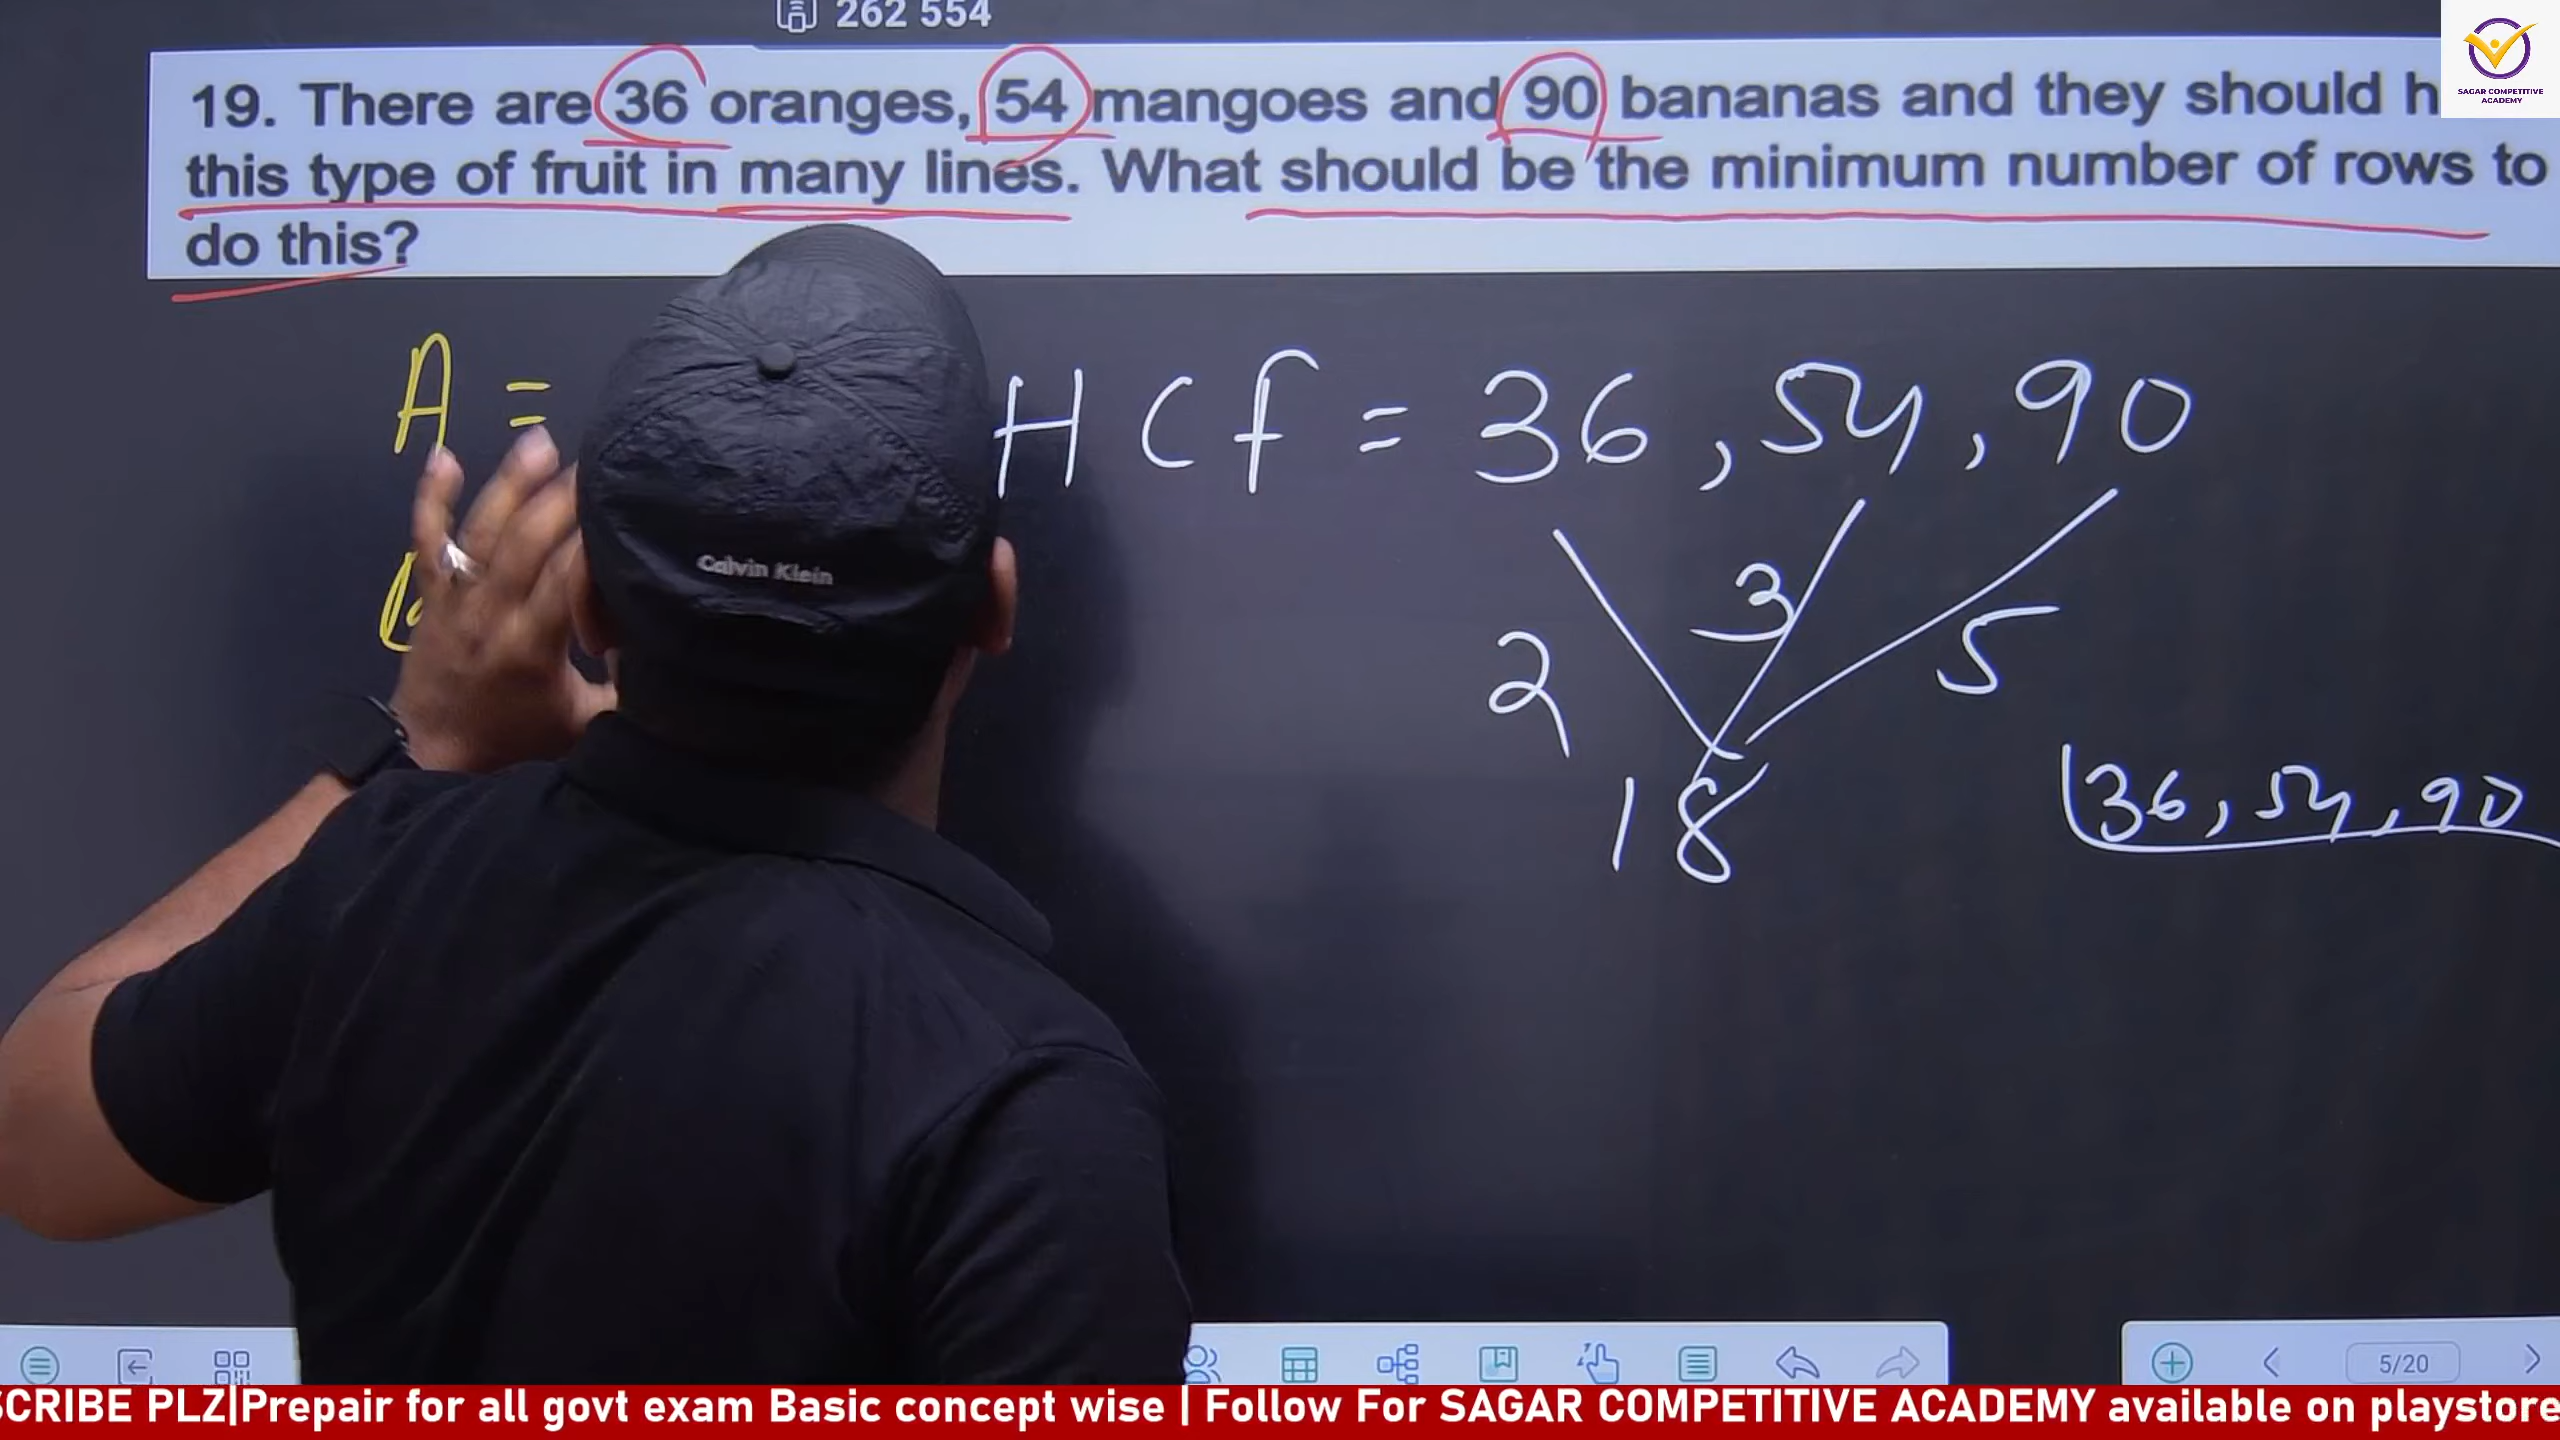 262 554
SAGAR COMPETITIVE
ACADEMY
19. There are 36 oranges, 54 mangoes and 90 bananas and they should h
this type of fruit in many lines. What should be the minimum number of rows to
do this?
A =
HCf = 36, 54, 90
3
2
5
18
36, 54, 90
Calvin Klein
5/20
SCRIBE PLZ|Prepair for all govt exam Basic concept wise | Follow For SAGAR COMPETITIVE ACADEMY available on playstore